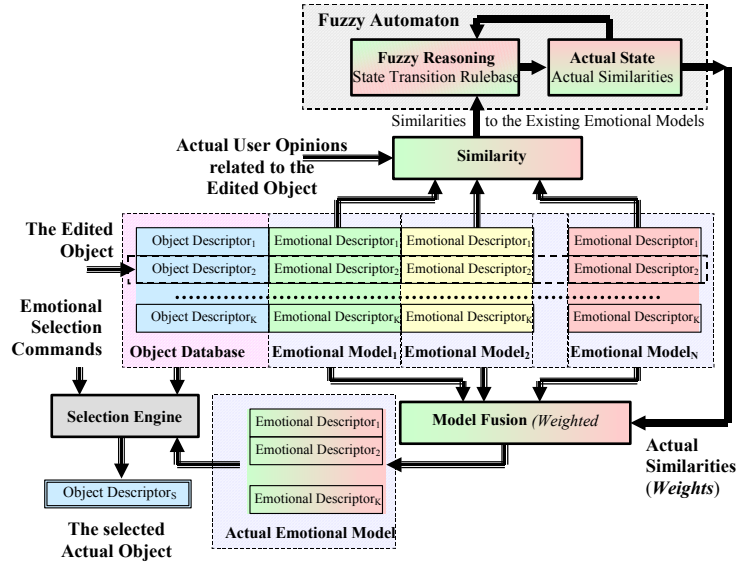 Fuzzy Automaton
Fuzzy Reasoning
State Transition Rulebase
Actual State
Actual Similarities
Similarities to the Existing Emotional Models
Actual User Opinions
related to the
Edited Object
Similarity
The Edited
Object
Object Descriptor1 Emotional Descriptor1 Emotional Descriptor1 Emotional Descriptor1
Object Descriptor2 Emotional Descriptor2 Emotional Descriptor2 Emotional Descriptor2
Object DescriptorK Emotional DescriptorK Emotional DescriptorK Emotional DescriptorK
Object Database Emotional Model1 Emotional Model2 Emotional ModelN
Emotional
Selection
Commands
Selection Engine
Emotional Descriptor1
Emotional Descriptor2
Emotional DescriptorK
Actual Emotional Model
Model Fusion (Weighted
Actual
Similarities
(Weights)
Object DescriptorS
The selected
Actual Object